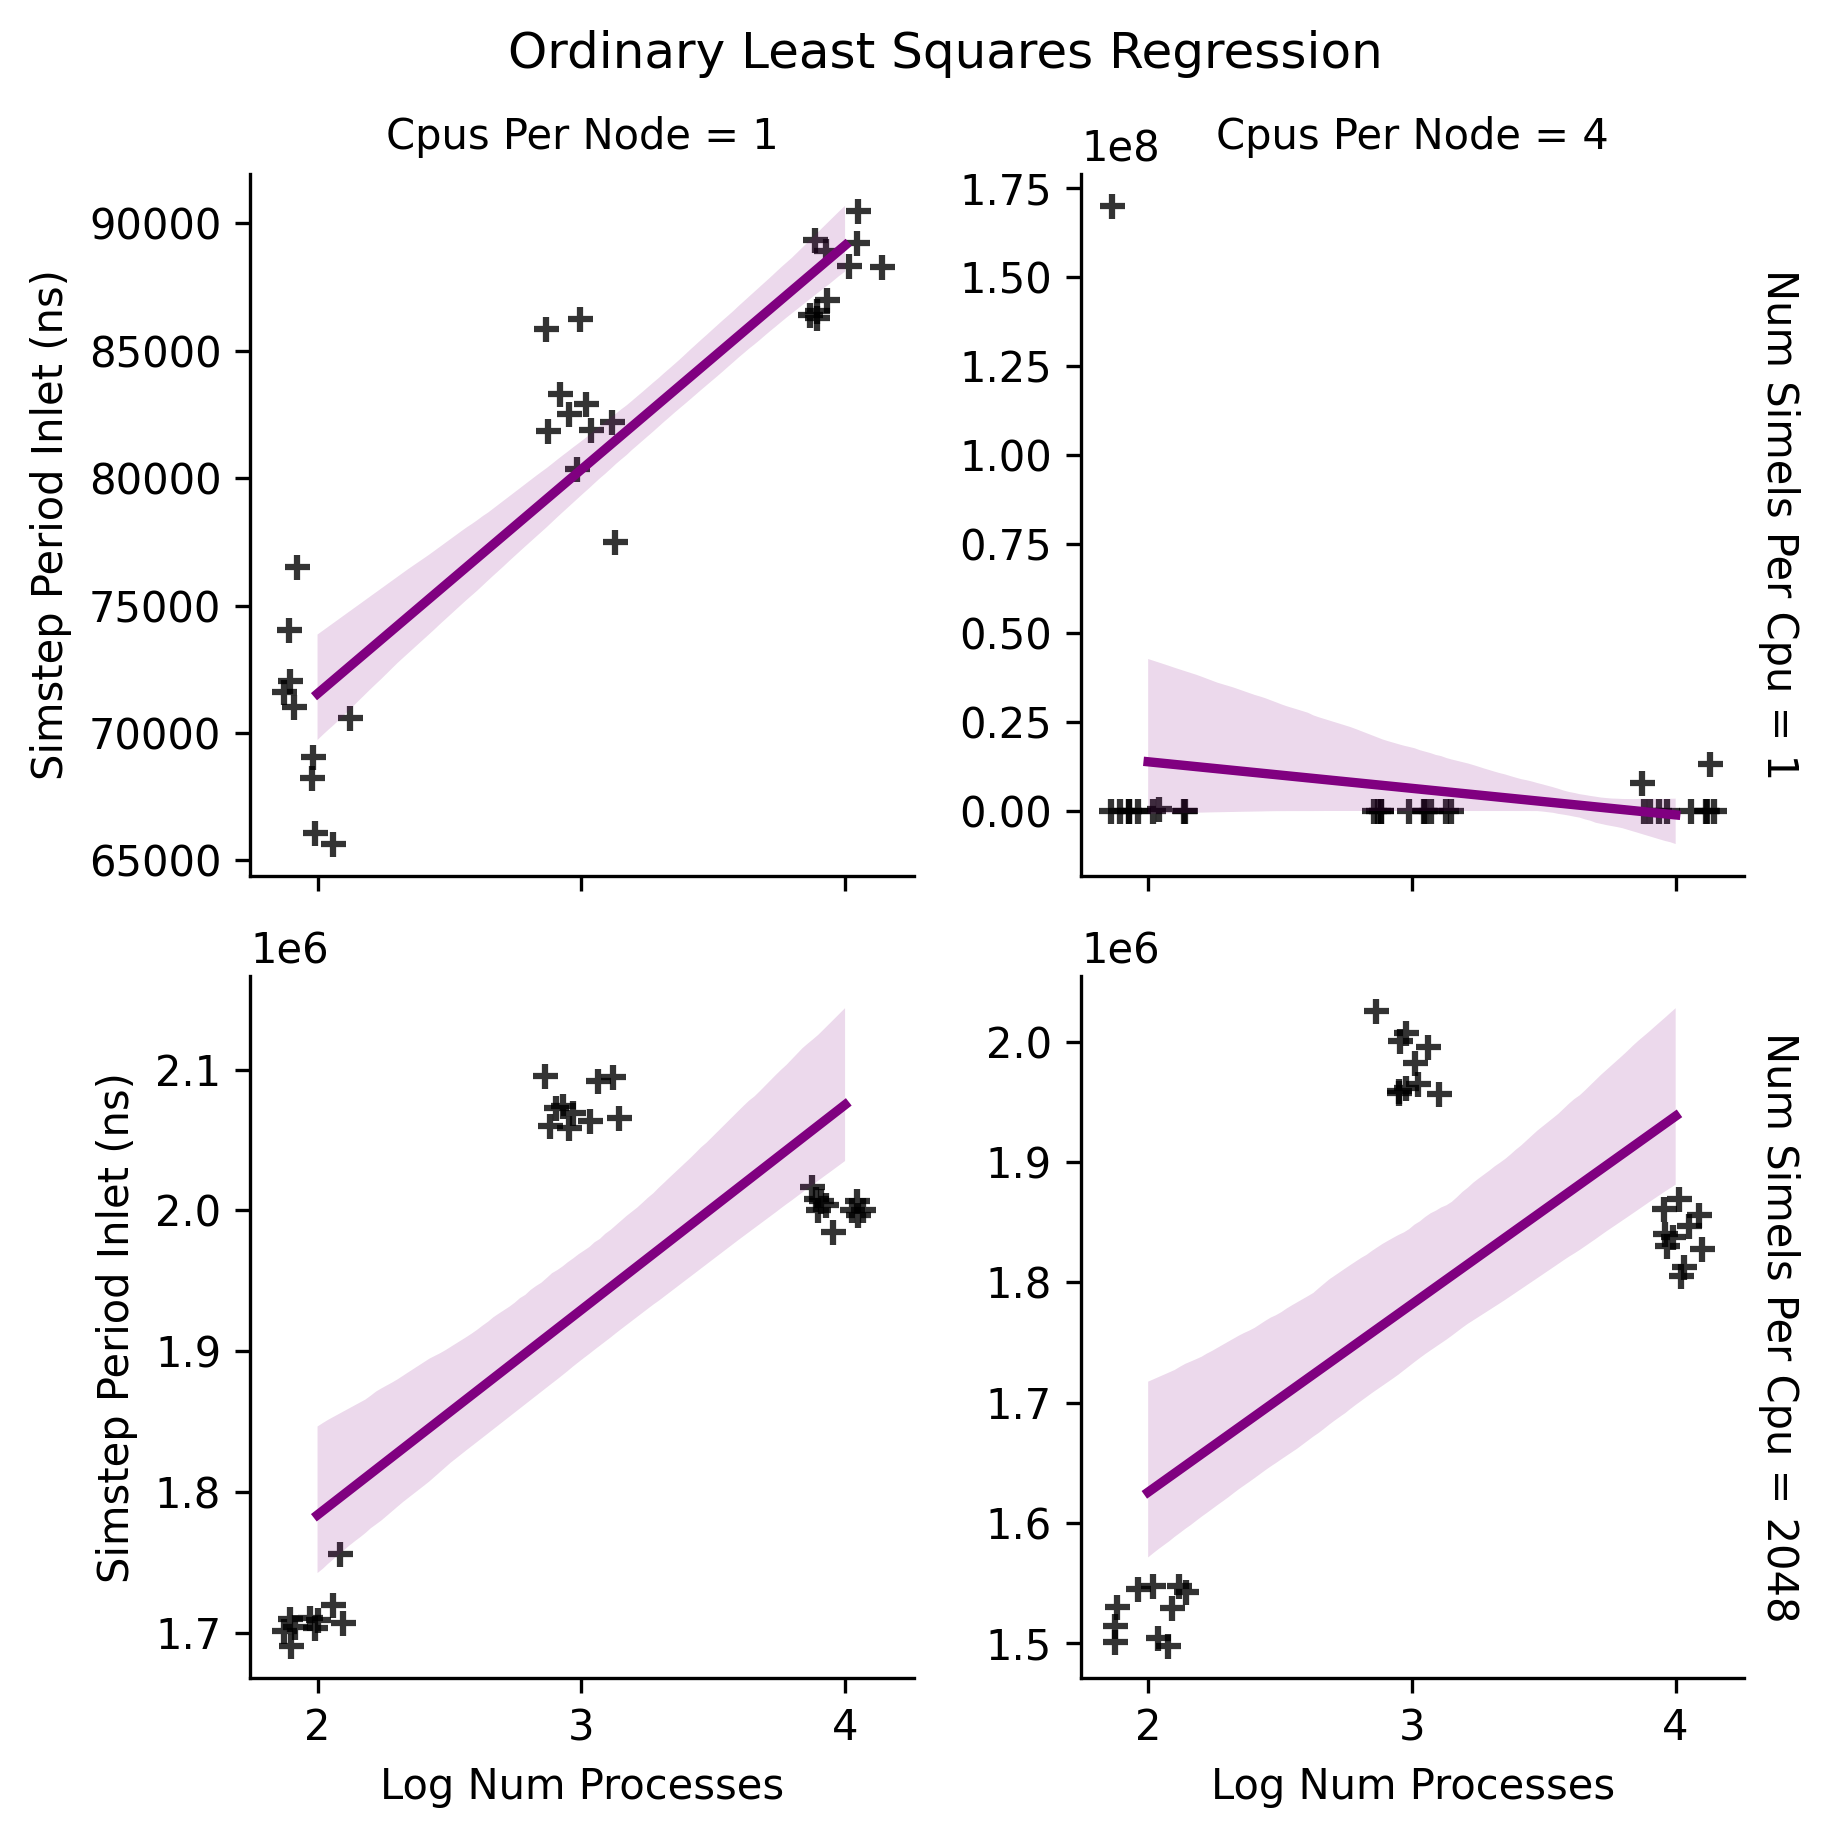 Ordinary Least Squares Regression
Cpus Per Node = 1
Cpus Per Node = 4
Simstep Period Inlet (ns)
90000
85000
80000
75000
70000
65000
1e8
1.75
1.50
1.25
1.00
0.75
0.50
0.25
0.00
Num Simels Per Cpu = 1
Simstep Period Inlet (ns)
1e6
2.1
2.0
1.9
1.8
1.7
2
3
4
Log Num Processes
1e6
2.0
1.9
1.8
1.7
1.6
1.5
2
3
4
Log Num Processes
Num Simels Per Cpu = 2048